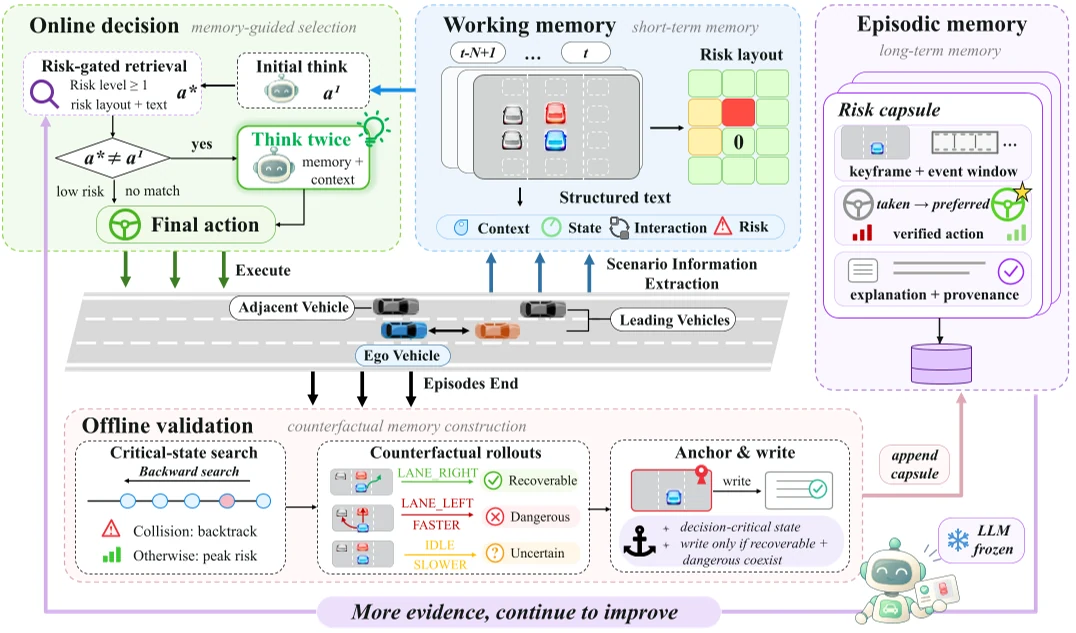 Online decision memory-guided selection
Risk-gated retrieval
Risk level ≥ 1
risk layout + text
a*
Initial think
a^I
a* ≠ a^I
yes
Think twice
memory +
context
low risk
no match
Final action
Working memory short-term memory
t-N+1
...
t
Risk layout
0
Structured text
Context
State
Interaction
Risk
Episodic memory
long-term memory
Risk capsule
...
keyframe + event window
taken → preferred
verified action
explanation + provenance
Execute
Scenario Information
Extraction
Adjacent Vehicle
Leading Vehicles
Ego Vehicle
Episodes End
Offline validation counterfactual memory construction
Critical-state search
Backward search
Collision: backtrack
Otherwise: peak risk
Counterfactual rollouts
LANE_RIGHT
Recoverable
LANE_LEFT
FASTER
Dangerous
IDLE
SLOWER
Uncertain
Anchor & write
write
+ decision-critical state
+ write only if recoverable +
dangerous coexist
append
capsule
LLM
frozen
More evidence, continue to improve